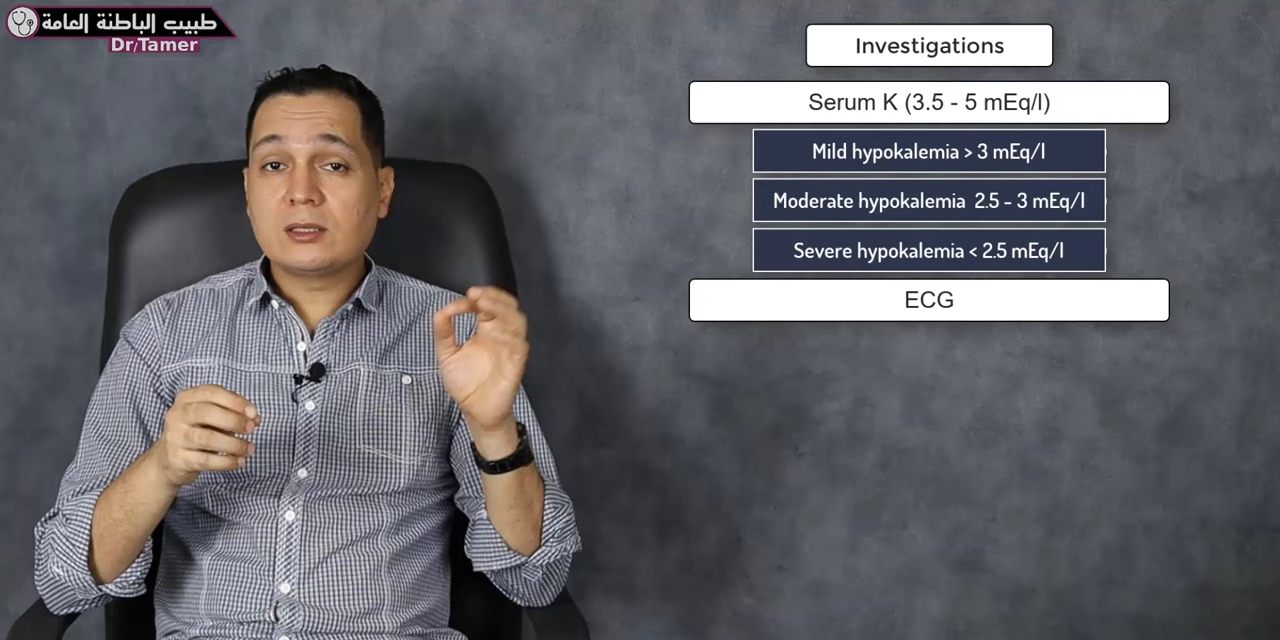 طبيب الباطنة العامة
Dr/Tamer
Investigations
Serum K (3.5 - 5 mEq/l)
Mild hypokalemia > 3 mEq/l
Moderate hypokalemia 2.5 - 3 mEq/l
Severe hypokalemia < 2.5 mEq/l
ECG